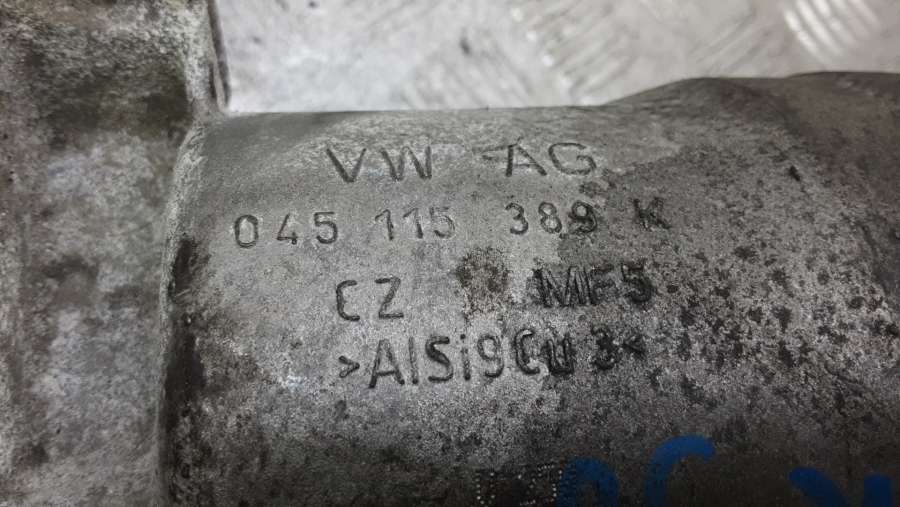 VW AG
045 115 389 K
CZ MF5
>AlSi9Cu3<